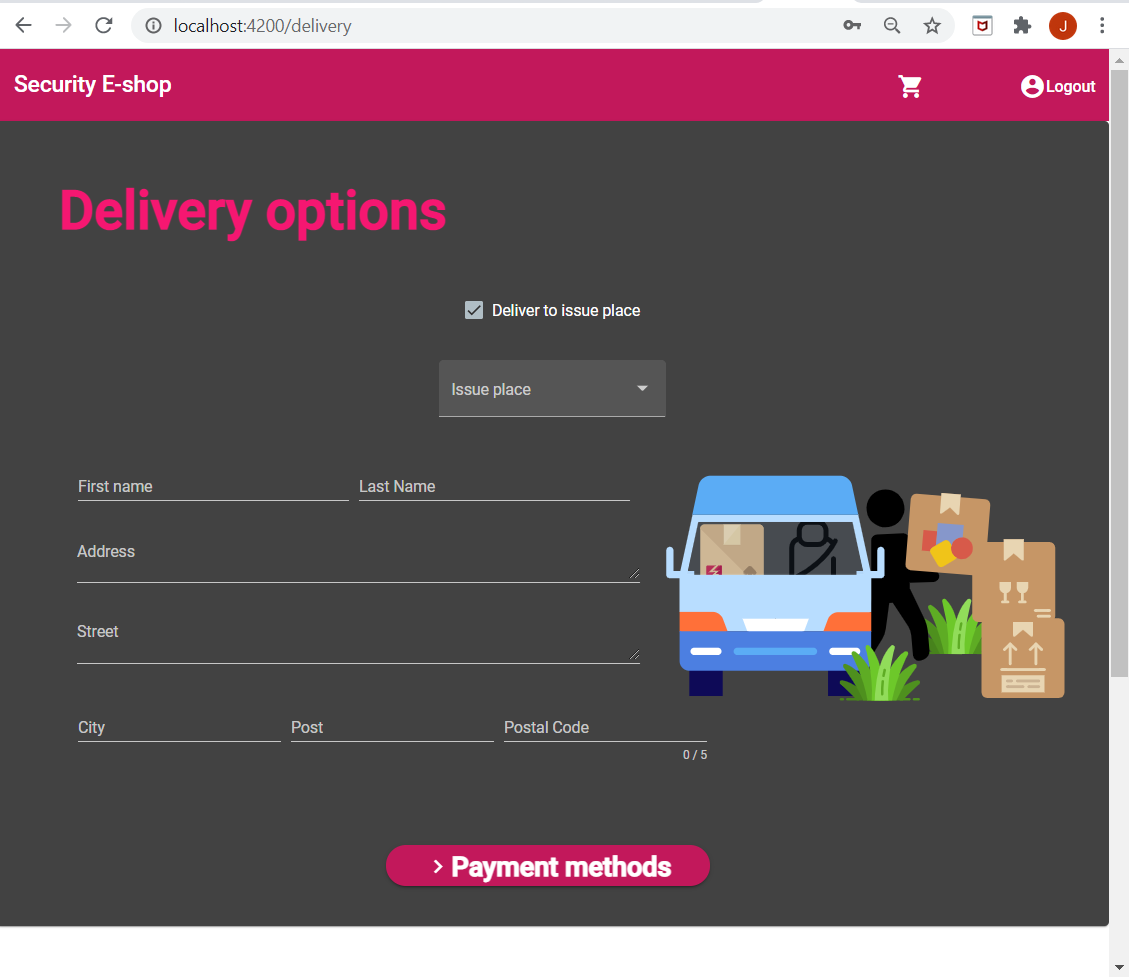 localhost:4200/delivery
J
Security E-shop
Logout
Delivery options
Deliver to issue place
Issue place
First name
Last Name
Address
Street
City
Post
Postal Code
0 / 5
Payment methods